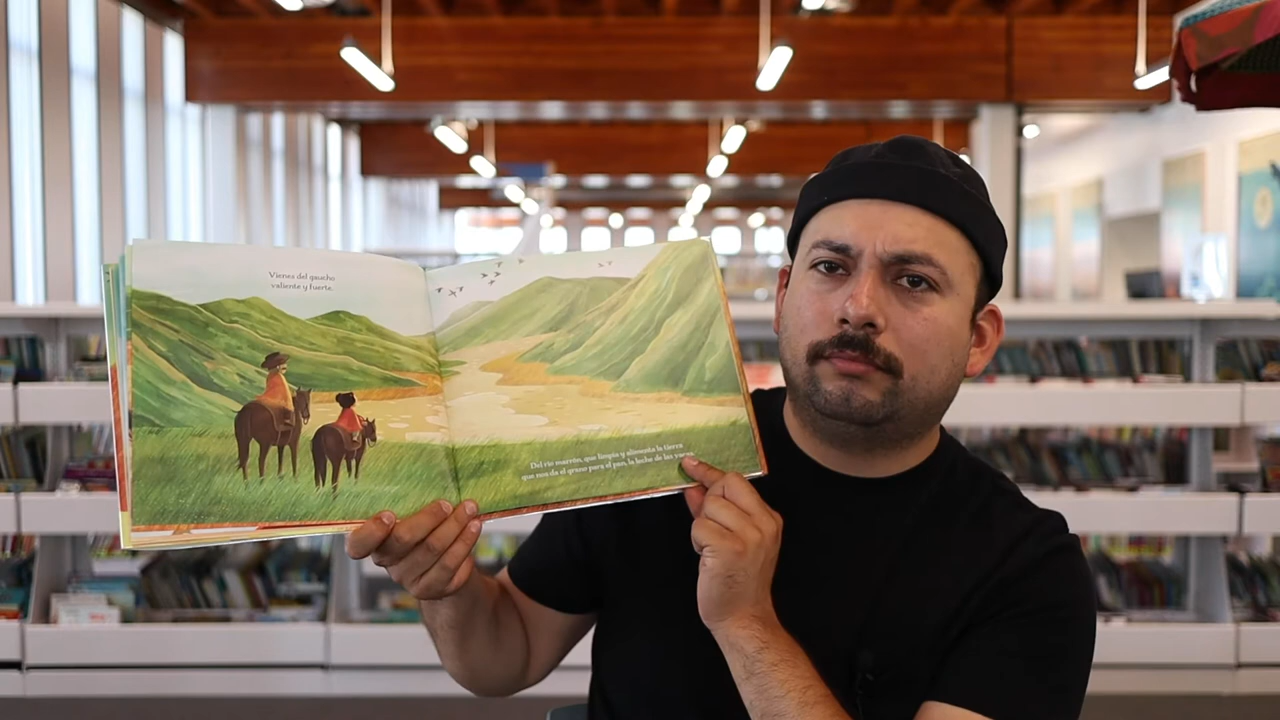 Vienes del gaucho
valiente y fuerte.
Del río marrón, que limpia y alimenta la tierra
que nos da el grano para el pan, la leche de las vacas